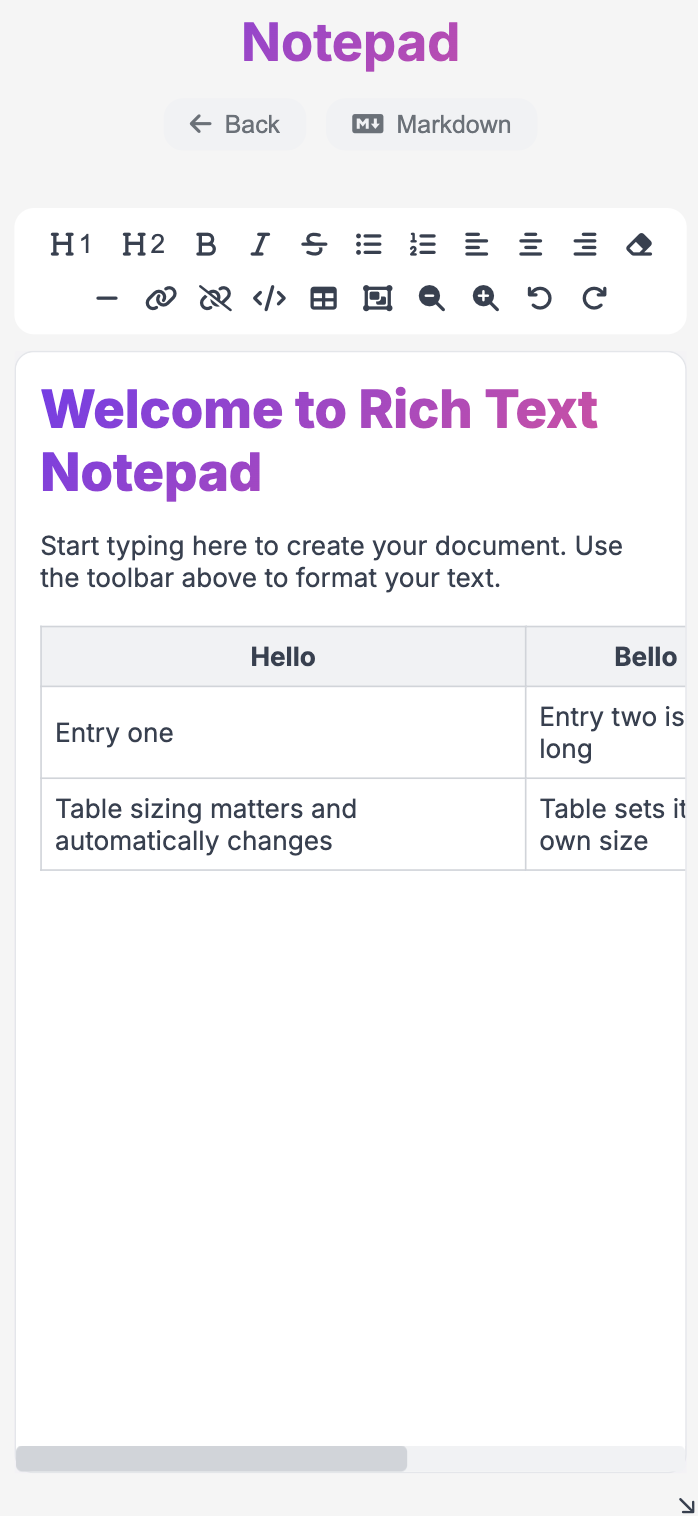 Notepad
Back
Markdown
H1 H2 B I S
</>
Welcome to Rich Text
Notepad
Start typing here to create your document. Use
the toolbar above to format your text.
Hello Bello
Entry one
Entry two is
long
Table sizing matters and
automatically changes
Table sets it
own size